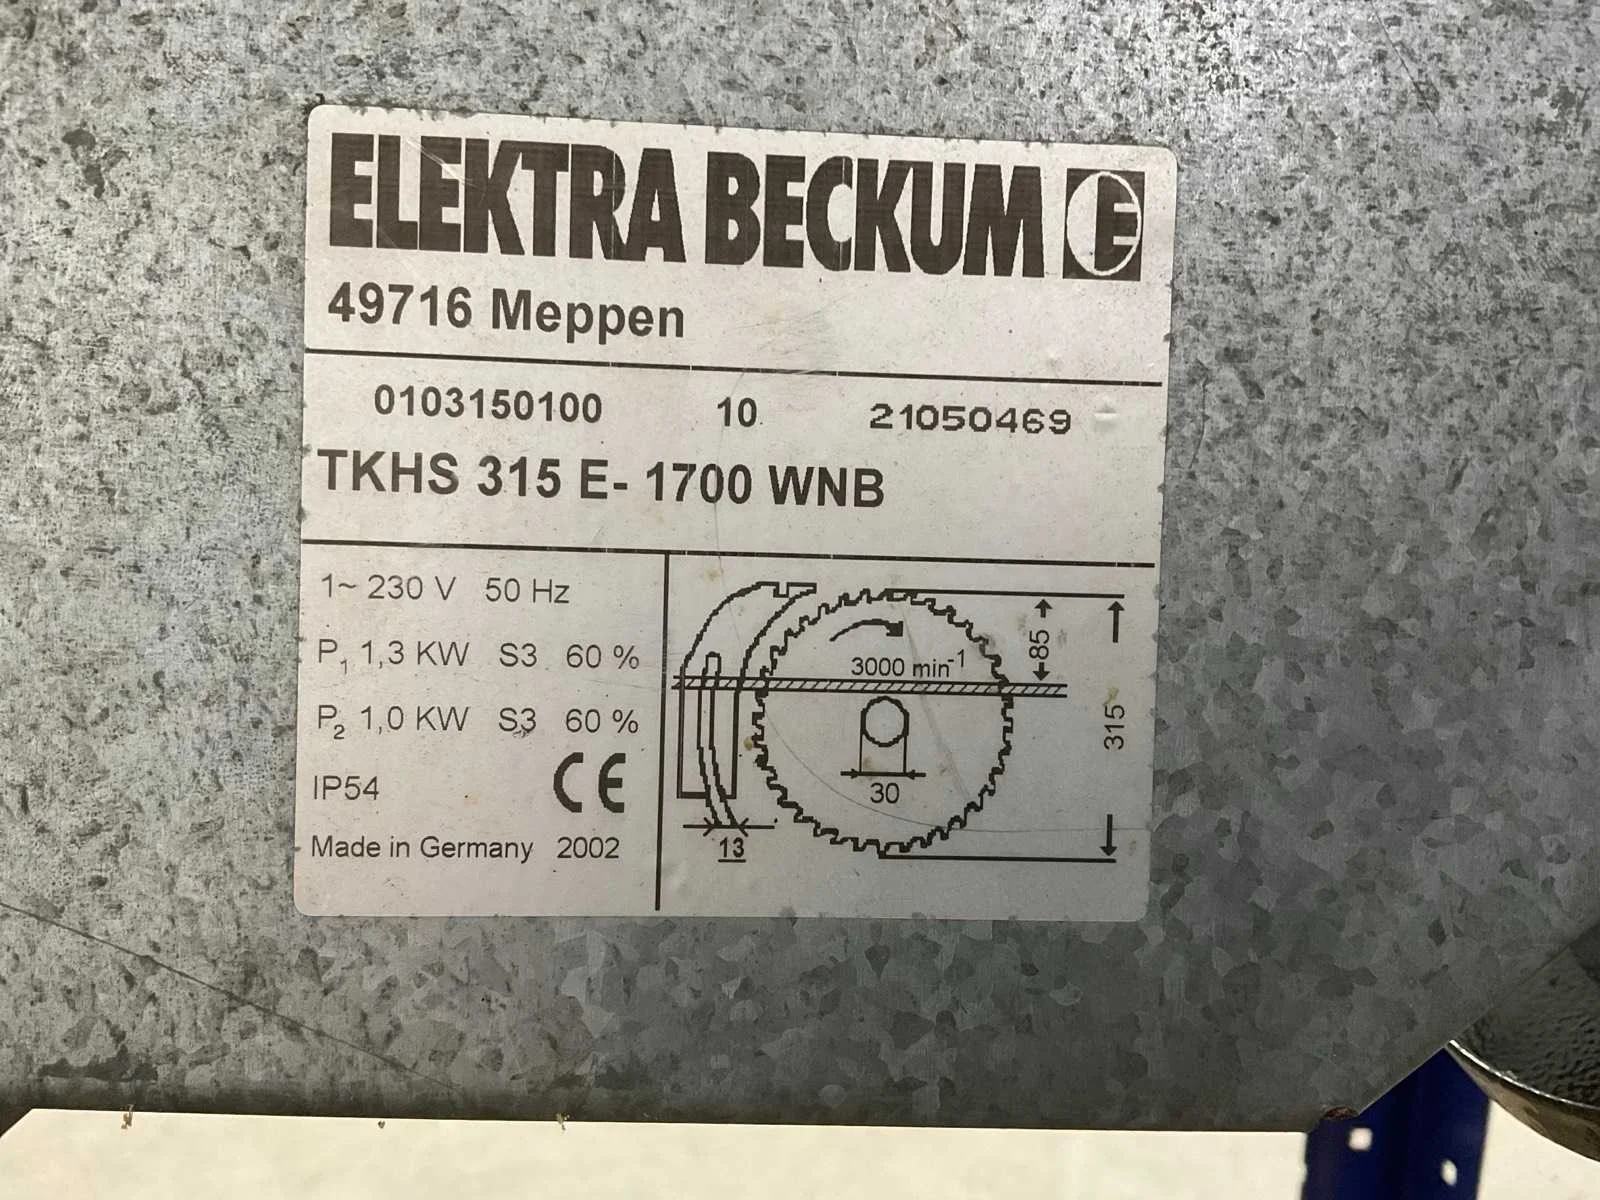 ELEKTRA BECKUM E
49716 Meppen
0103150100 10 21050469
TKHS 315 E- 1700 WNB
1~ 230 V 50 Hz
P1 1,3 KW S3 60 %
P2 1,0 KW S3 60 %
IP54 CE
Made in Germany 2002
3000 min-1
85
315
30
13